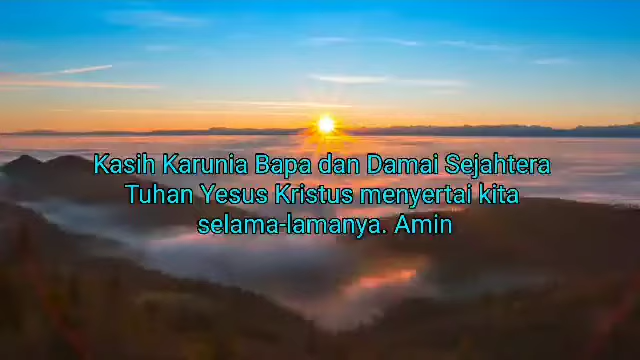 Kasih Karunia Bapa dan Damai Sejahtera
Tuhan Yesus Kristus menyertai kita
selama-lamanya. Amin